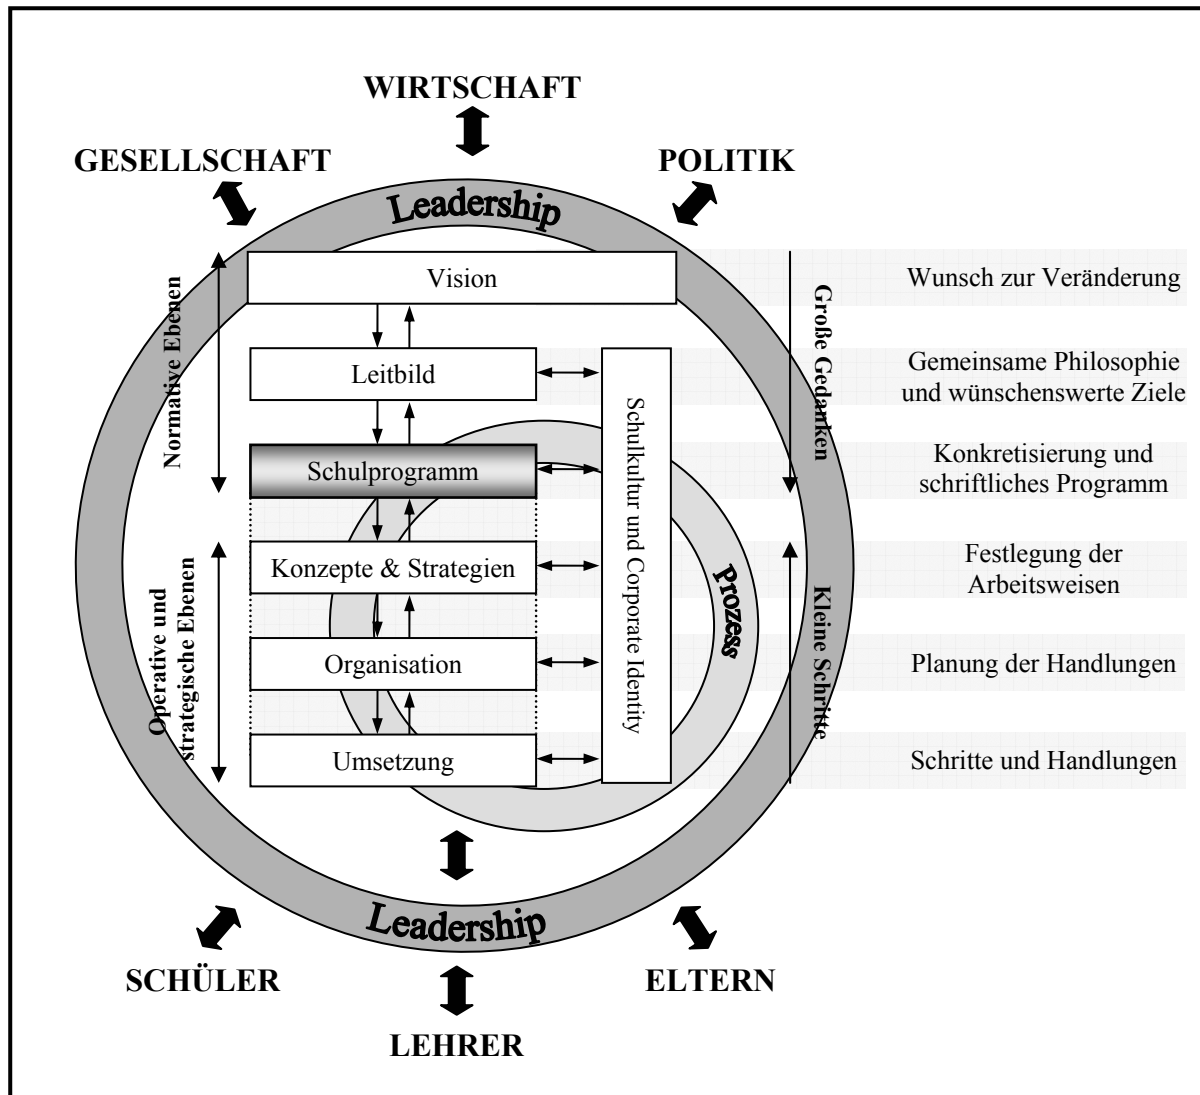 WIRTSCHAFT
GESELLSCHAFT
POLITIK
Leadership
Vision
Wunsch zur Veränderung
Normative Ebenen
Große Gedanken
Leitbild
Gemeinsame Philosophie
und wünschenswerte Ziele
Schulkultur und Corporate Identity
Schulprogramm
Konkretisierung und
schriftliches Programm
Konzepte & Strategien
Festlegung der
Arbeitsweisen
Prozess
Operative und
strategische Ebenen
Kleine Schritte
Organisation
Planung der Handlungen
Umsetzung
Schritte und Handlungen
Leadership
SCHÜLER
ELTERN
LEHRER